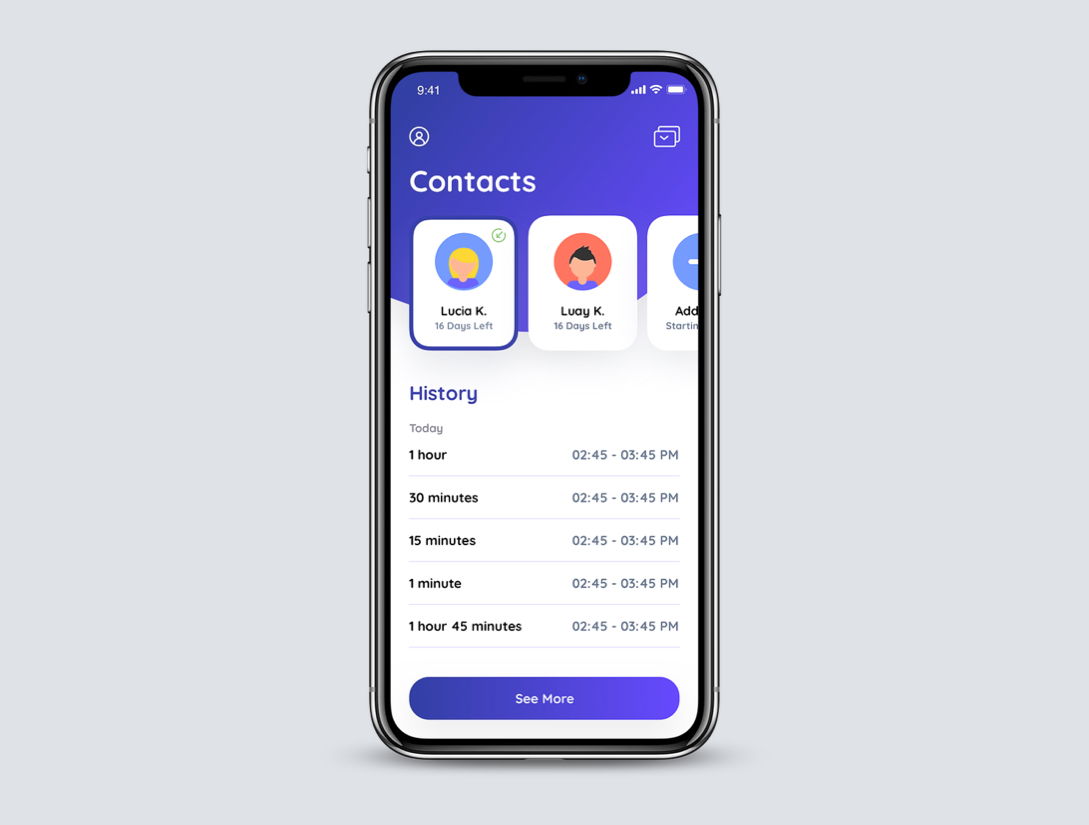 9:41
Contacts
Lucia K.
16 Days Left
Luay K.
16 Days Left
Add
History
Today
1 hour 02:45 - 03:45 PM
30 minutes 02:45 - 03:45 PM
15 minutes 02:45 - 03:45 PM
1 minute 02:45 - 03:45 PM
1 hour 45 minutes 02:45 - 03:45 PM
See More